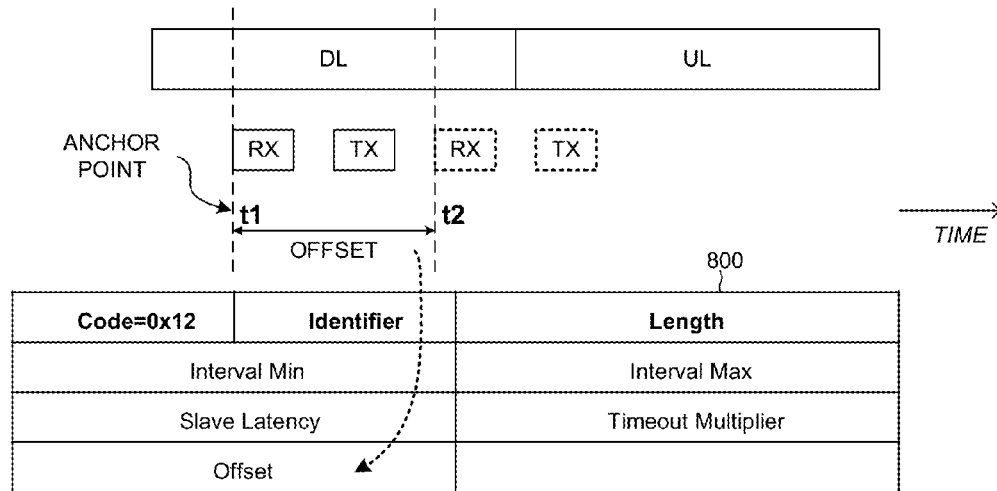 DL UL
ANCHOR
POINT
RX TX RX TX
t1 t2
OFFSET
TIME
800
Code=0x12 Identifier Length
Interval Min Interval Max
Slave Latency Timeout Multiplier
Offset